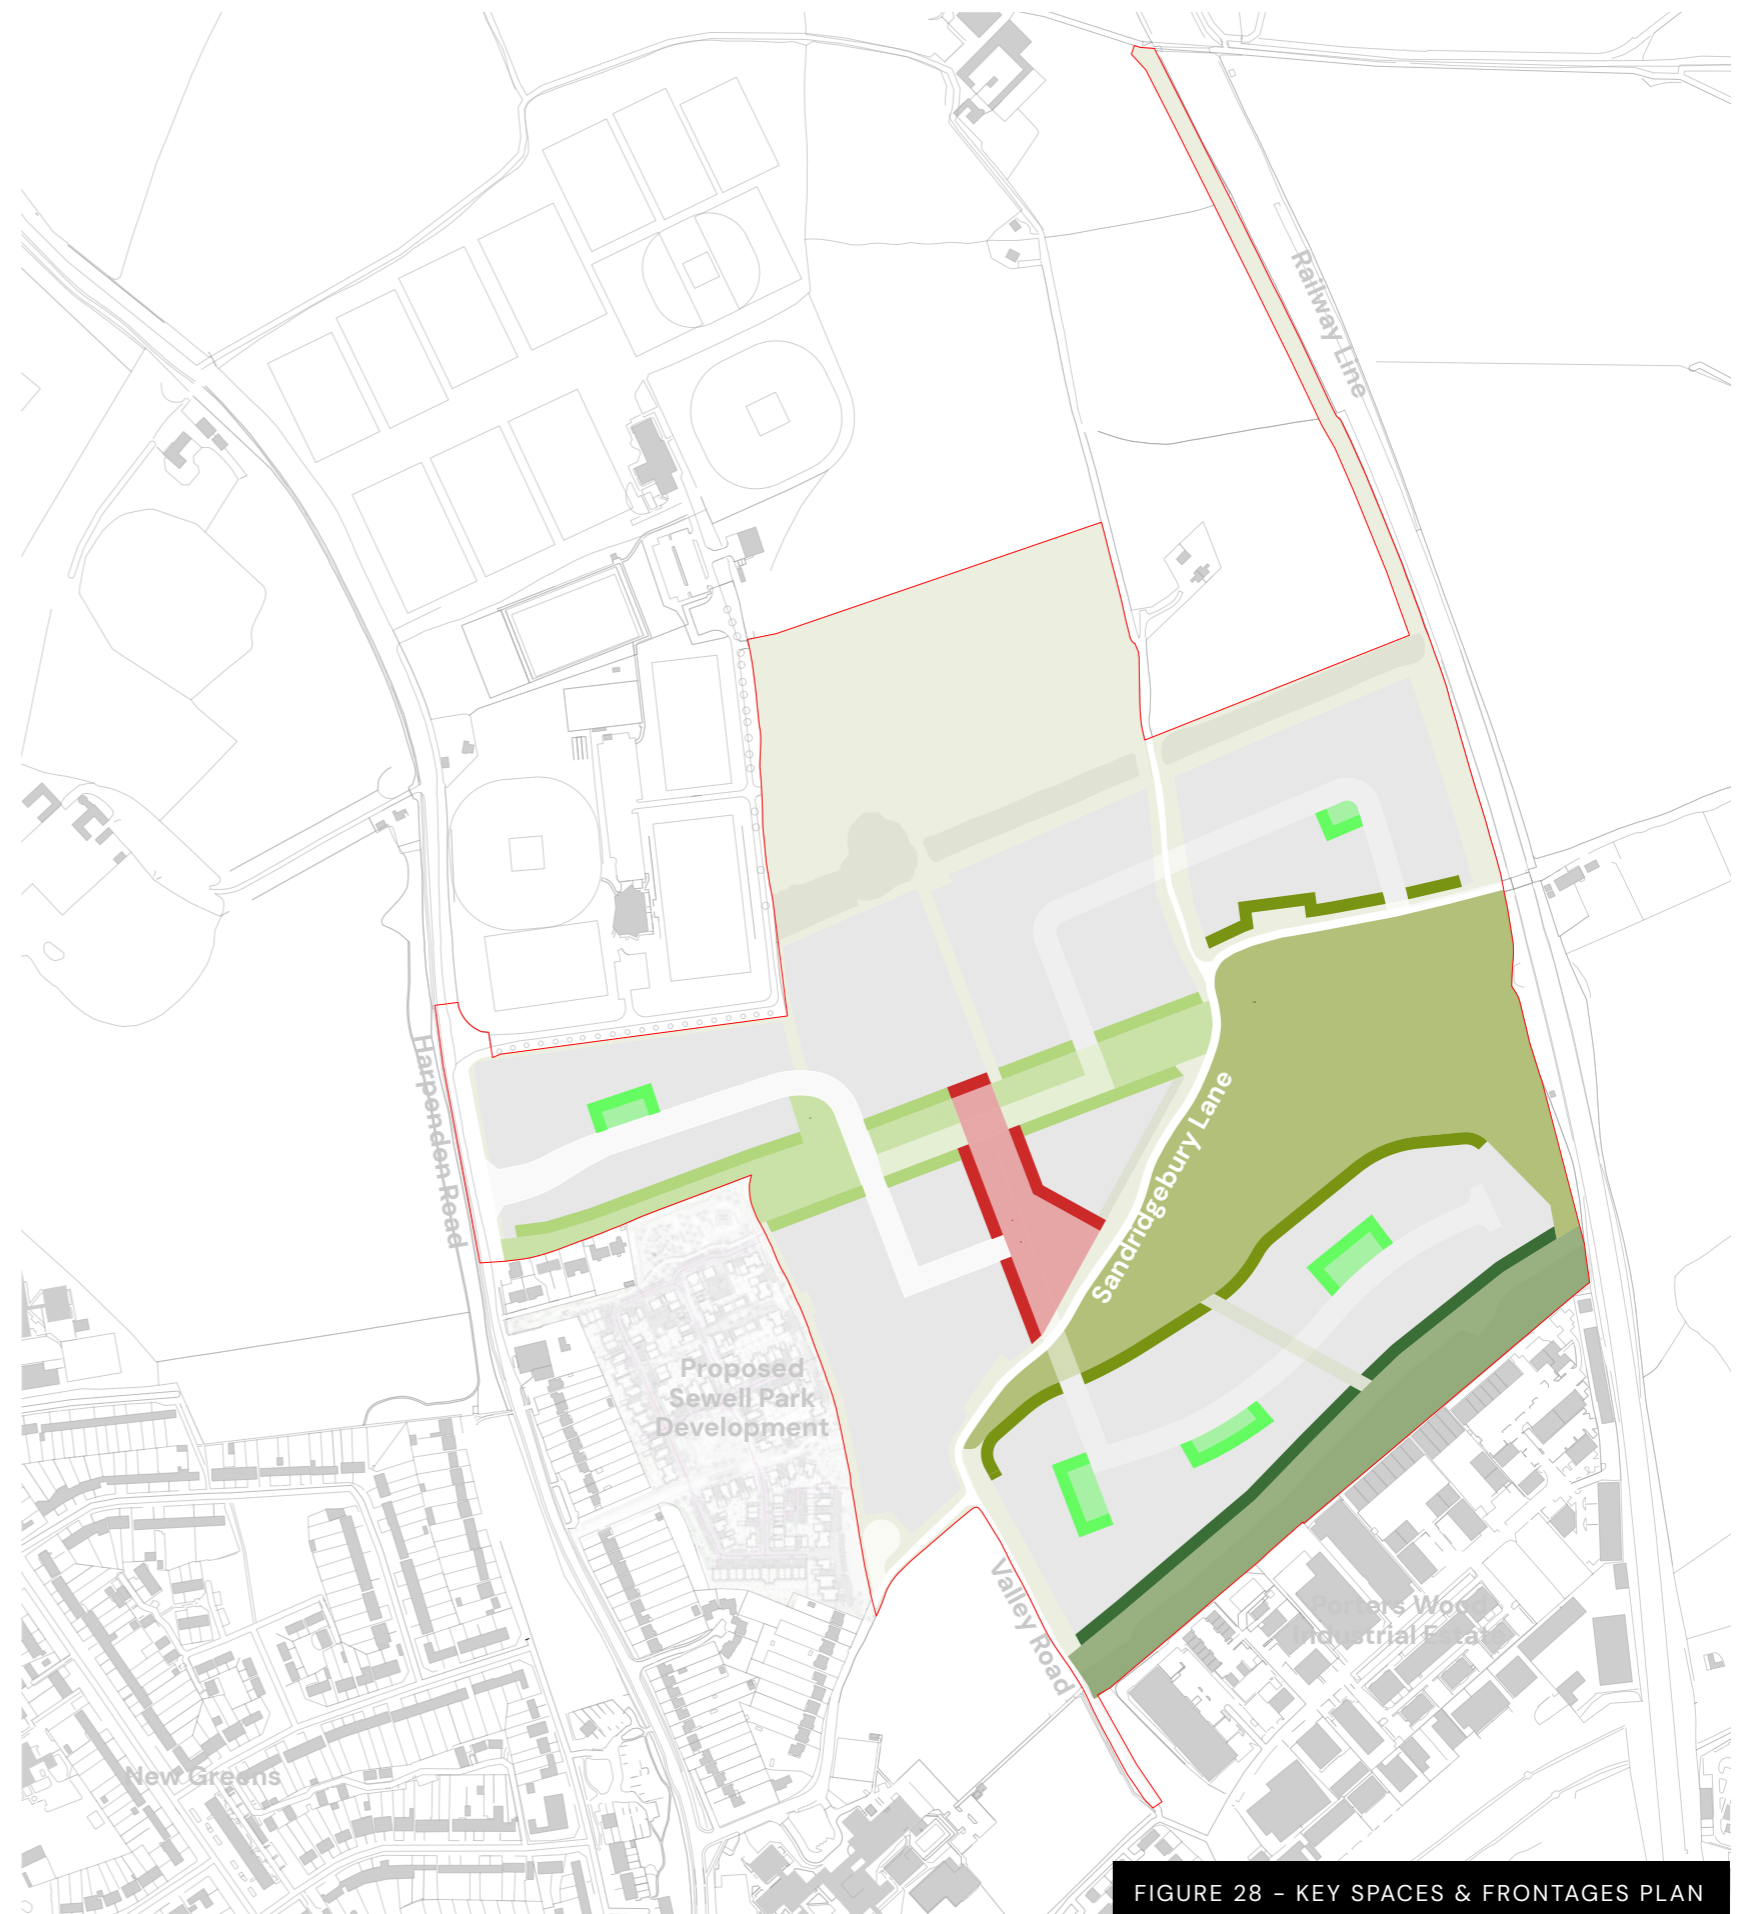 Railway Line
Harpenden Road
Sandridgebury Lane
Proposed
Sewell Park
Development
Valley Road
Porters Wood
Industrial Estate
New Greens
FIGURE 28 - KEY SPACES & FRONTAGES PLAN